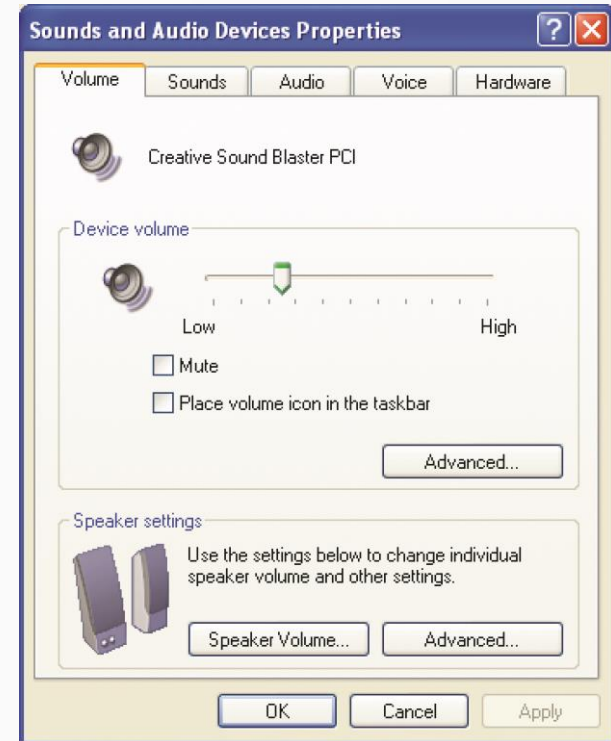 Sounds and Audio Devices Properties
Volume Sounds Audio Voice Hardware
Creative Sound Blaster PCI
Device volume
Low High
Mute
Place volume icon in the taskbar
Advanced...
Speaker settings
Use the settings below to change individual
speaker volume and other settings.
Speaker Volume... Advanced...
OK Cancel Apply